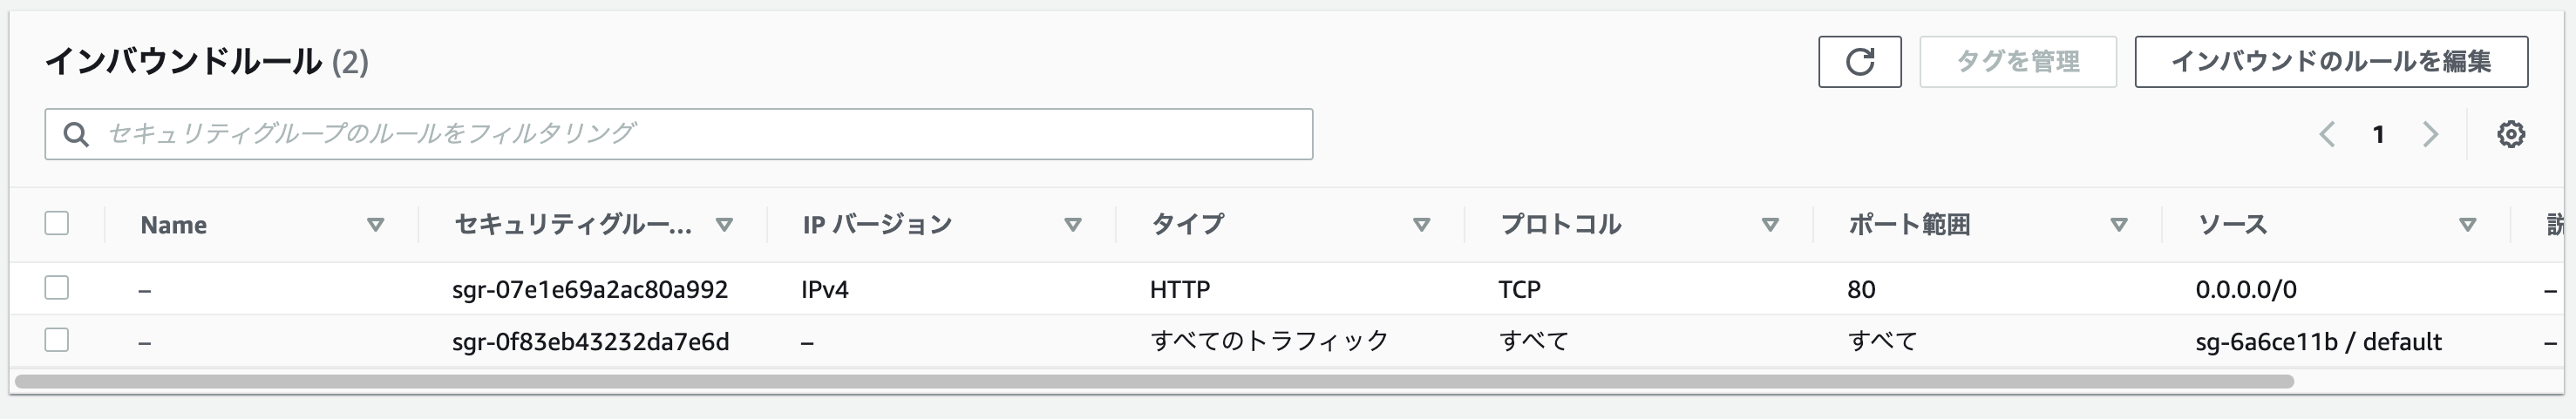 インバウンドルール (2)
タグを管理
インバウンドのルールを編集
セキュリティグループのルールをフィルタリング
1
Name セキュリティグルー... IP バージョン タイプ プロトコル ポート範囲 ソース 説
– sgr-07e1e69a2ac80a992 IPv4 HTTP TCP 80 0.0.0.0/0 –
– sgr-0f83eb43232da7e6d – すべてのトラフィック すべて すべて sg-6a6ce11b / default –